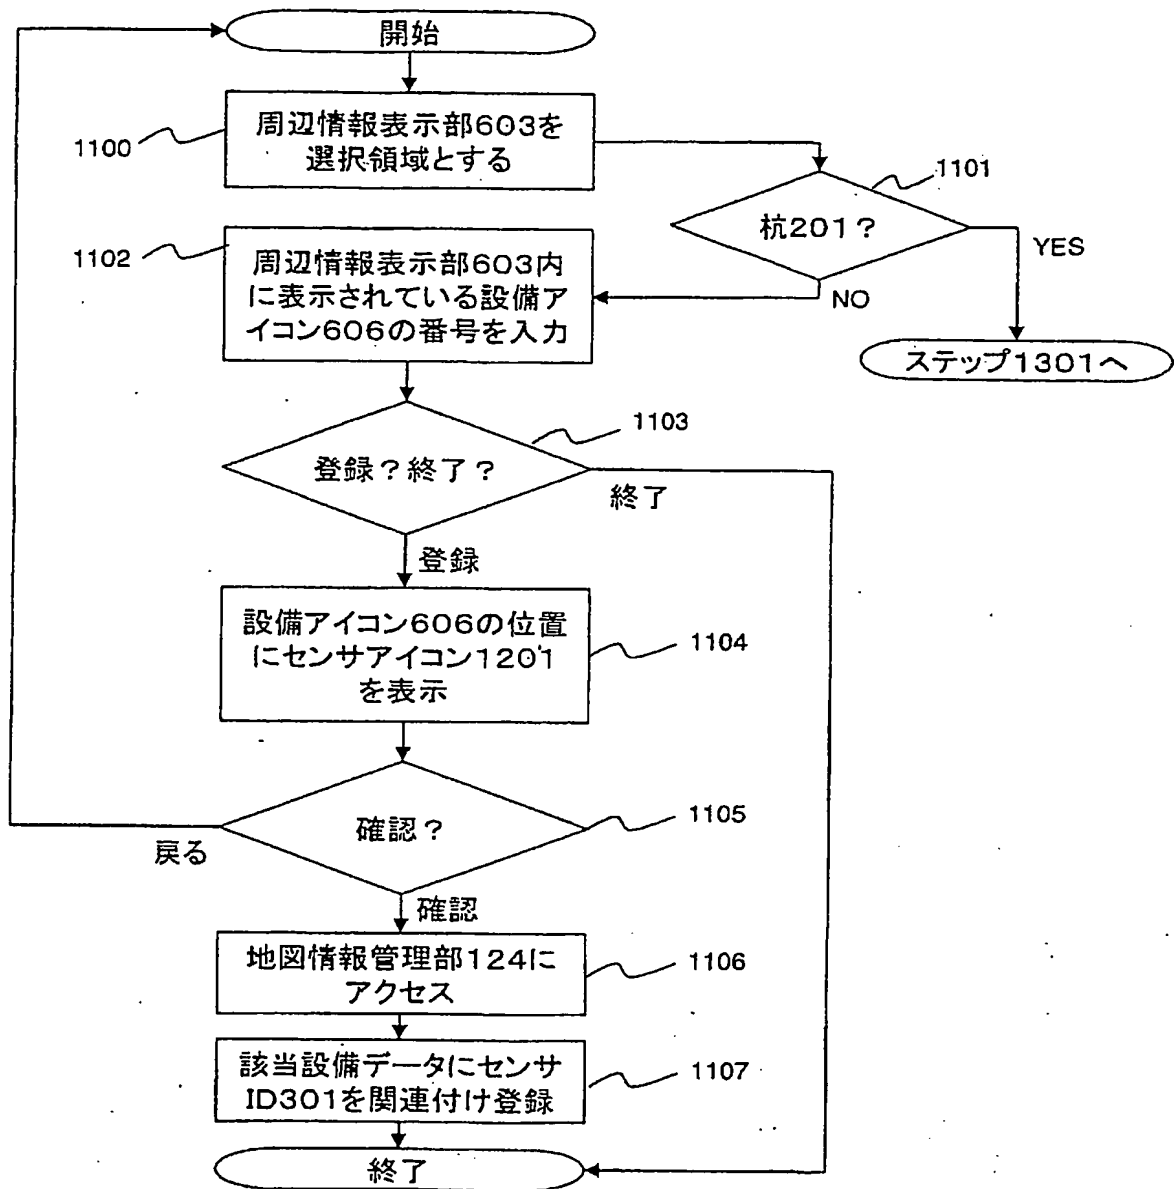 開始
1100
周辺情報表示部603を
選択領域とする
1101
杭201?
YES
NO
ステップ1301へ
1102
周辺情報表示部603内
に表示されている設備ア
イコン606の番号を入力
1103
登録?終了?
終了
登録
設備アイコン606の位置
にセンサアイコン1201
を表示
1104
確認?
1105
戻る
確認
地図情報管理部124に
アクセス
1106
該当設備データにセンサ
ID301を関連付け登録
1107
終了